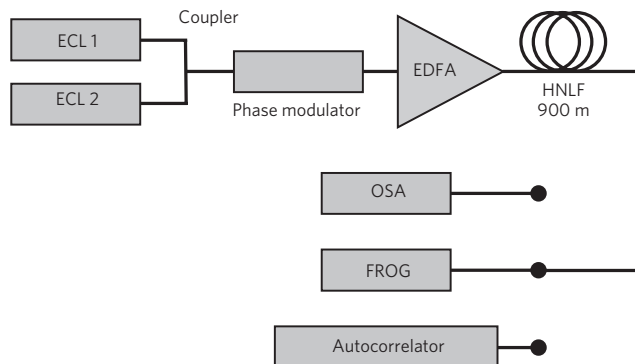 Coupler
ECL 1
ECL 2
Phase modulator
EDFA
HNLF
900 m
OSA
FROG
Autocorrelator